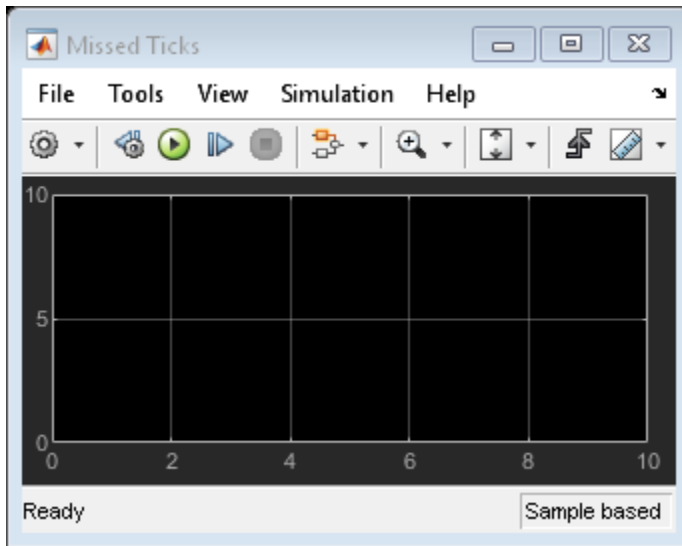 Missed Ticks
File Tools View Simulation Help
10
5
0
0 2 4 6 8 10
Ready Sample based